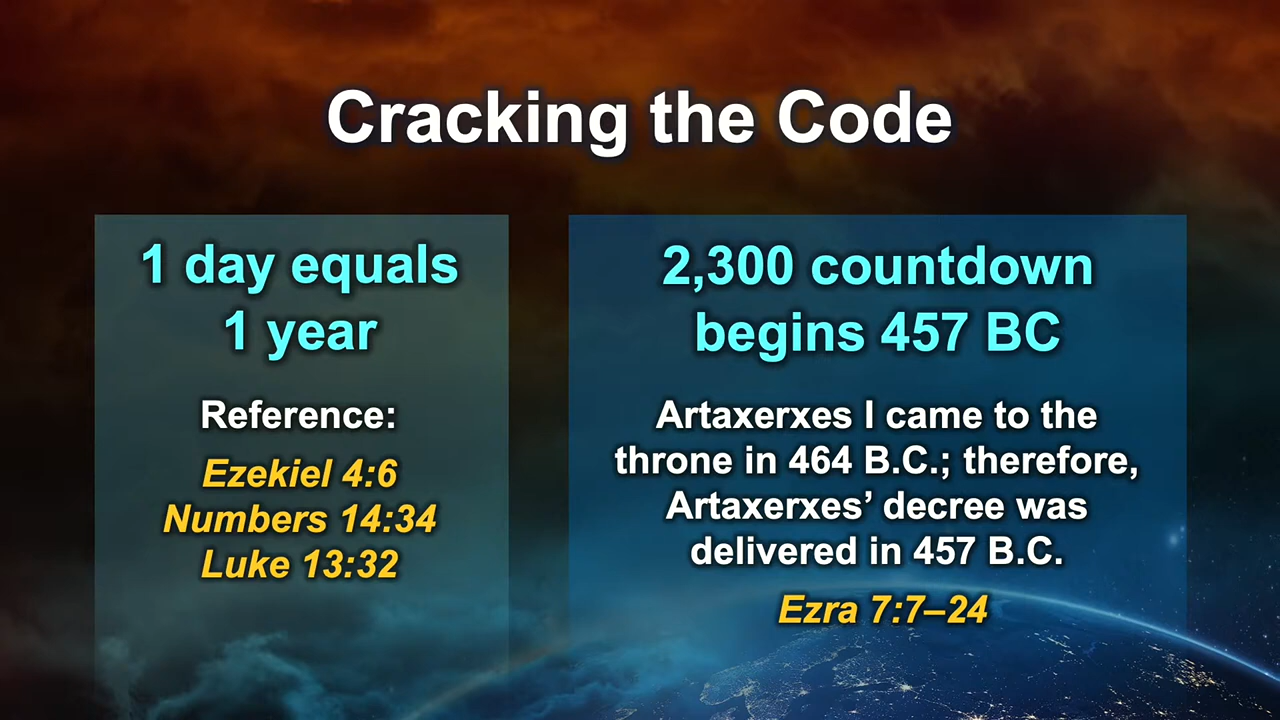 Cracking the Code
1 day equals
1 year
Reference:
Ezekiel 4:6
Numbers 14:34
Luke 13:32
2,300 countdown
begins 457 BC
Artaxerxes I came to the
throne in 464 B.C.; therefore,
Artaxerxes’ decree was
delivered in 457 B.C.
Ezra 7:7–24